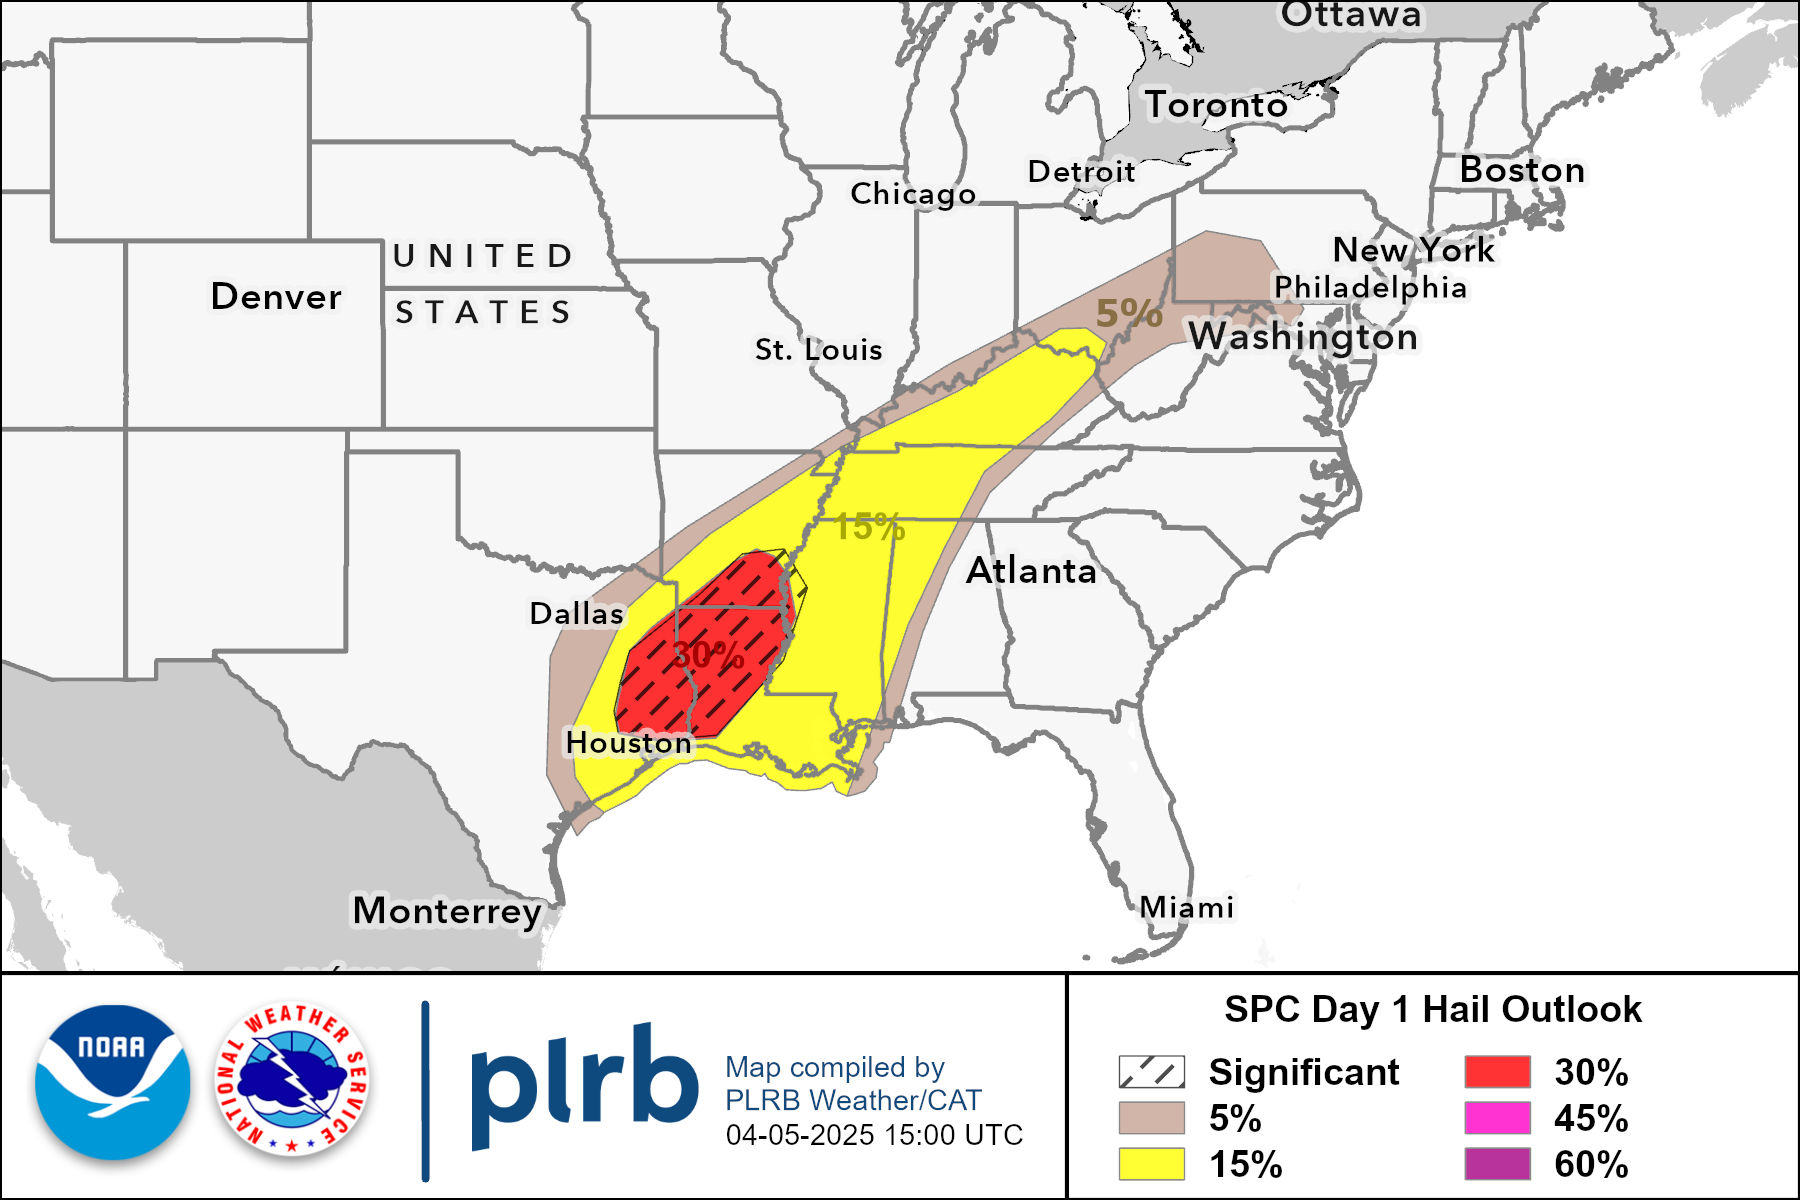 Ottawa
Toronto
Detroit
Boston
Chicago
New York
UNITED
Denver
Philadelphia
STATES
5%
Washington
St. Louis
15%
Atlanta
Dallas
30%
Houston
Monterrey
Miami
NOAA
NATIONAL WEATHER SERVICE
plrb
Map compiled by
PLRB Weather/CAT
04-05-2025 15:00 UTC
SPC Day 1 Hail Outlook
Significant
5%
15%
30%
45%
60%